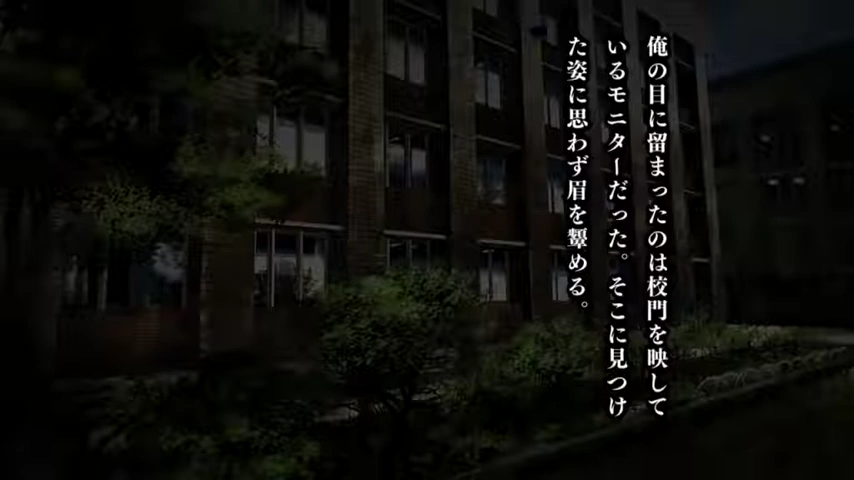 俺の目に留まったのは校門を映して
いるモニターだった。そこに見つけ
た姿に思わず眉を顰める。